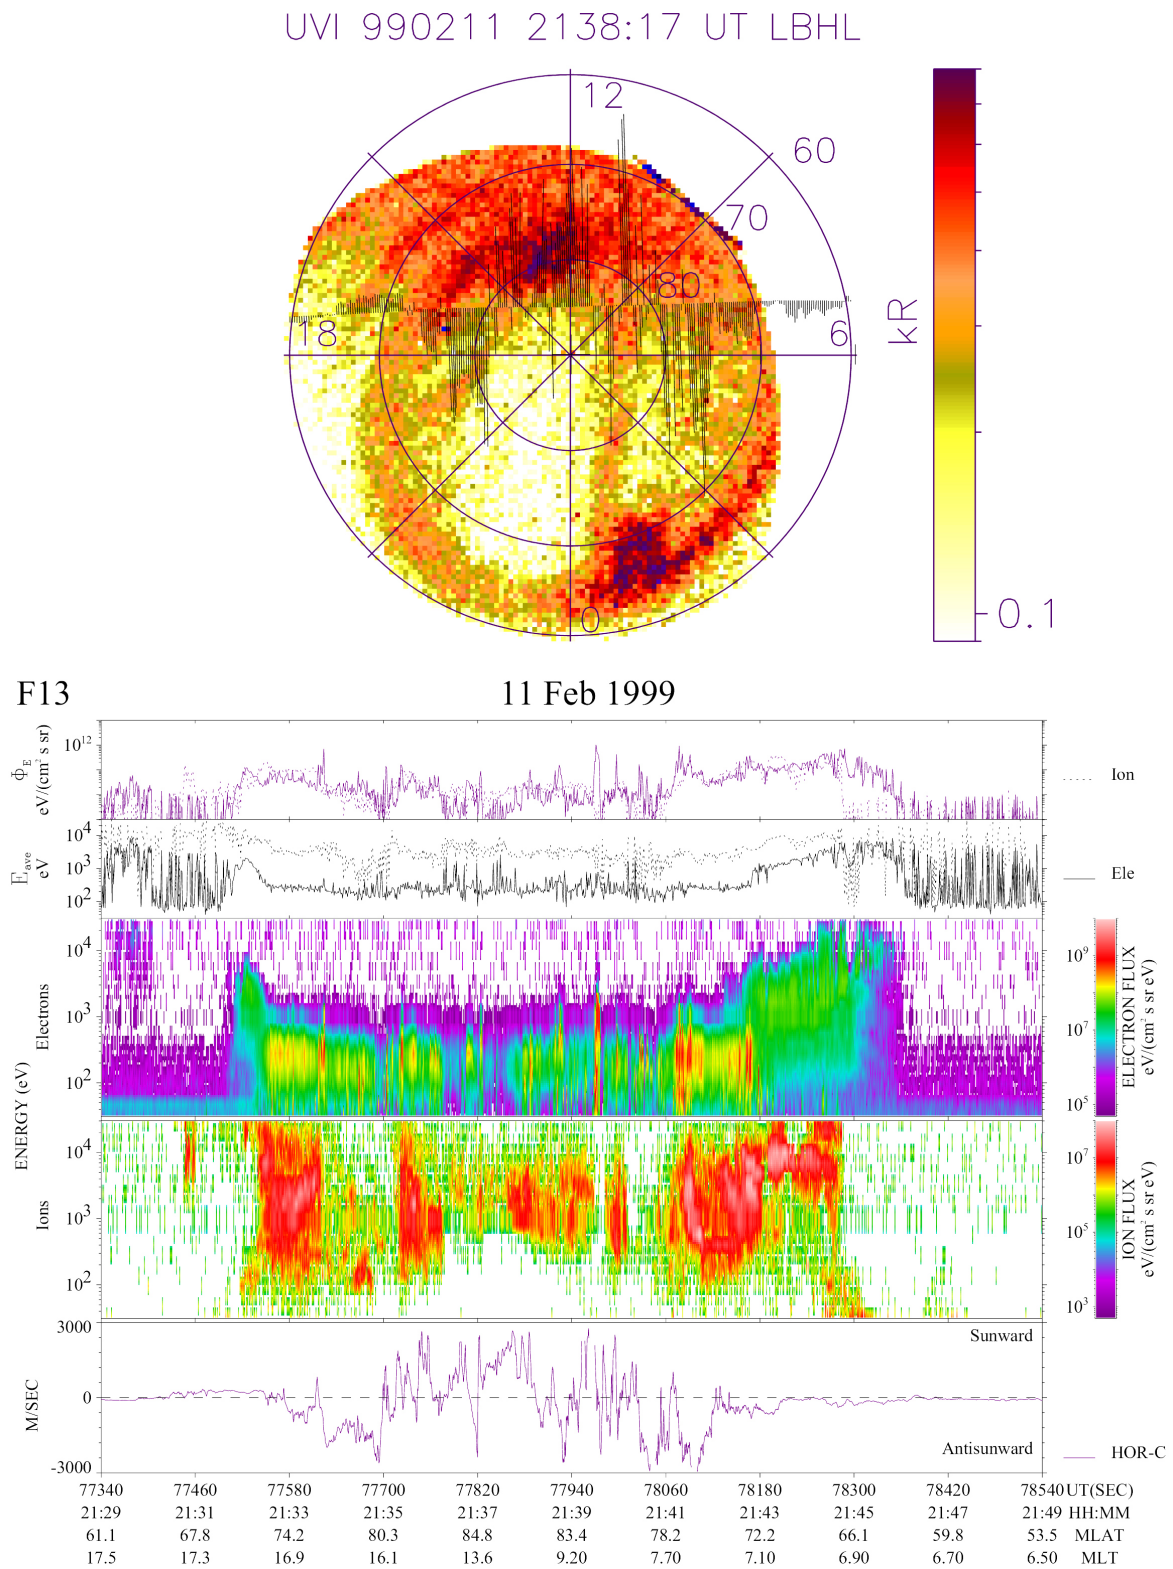 UVI 990211 2138:17 UT LBHL
12
60
70
80
18
6
0
kR
0.1
F13
11 Feb 1999
Φ_E
eV/(cm² s sr)
10¹²
Ion
E_ave
eV
10⁴
10³
10²
Ele
ENERGY (eV)
Electrons
10⁴
10³
10²
10⁹
10⁷
10⁵
ELECTRON FLUX
eV/(cm² s sr eV)
Ions
10⁴
10³
10²
10⁷
10⁵
10³
ION FLUX
eV/(cm² s sr eV)
M/SEC
3000
0
-3000
Sunward
Antisunward
HOR-C
77340 77460 77580 77700 77820 77940 78060 78180 78300 78420 78540 UT(SEC)
21:29 21:31 21:33 21:35 21:37 21:39 21:41 21:43 21:45 21:47 21:49 HH:MM
61.1 67.8 74.2 80.3 84.8 83.4 78.2 72.2 66.1 59.8 53.5 MLAT
17.5 17.3 16.9 16.1 13.6 9.20 7.70 7.10 6.90 6.70 6.50 MLT